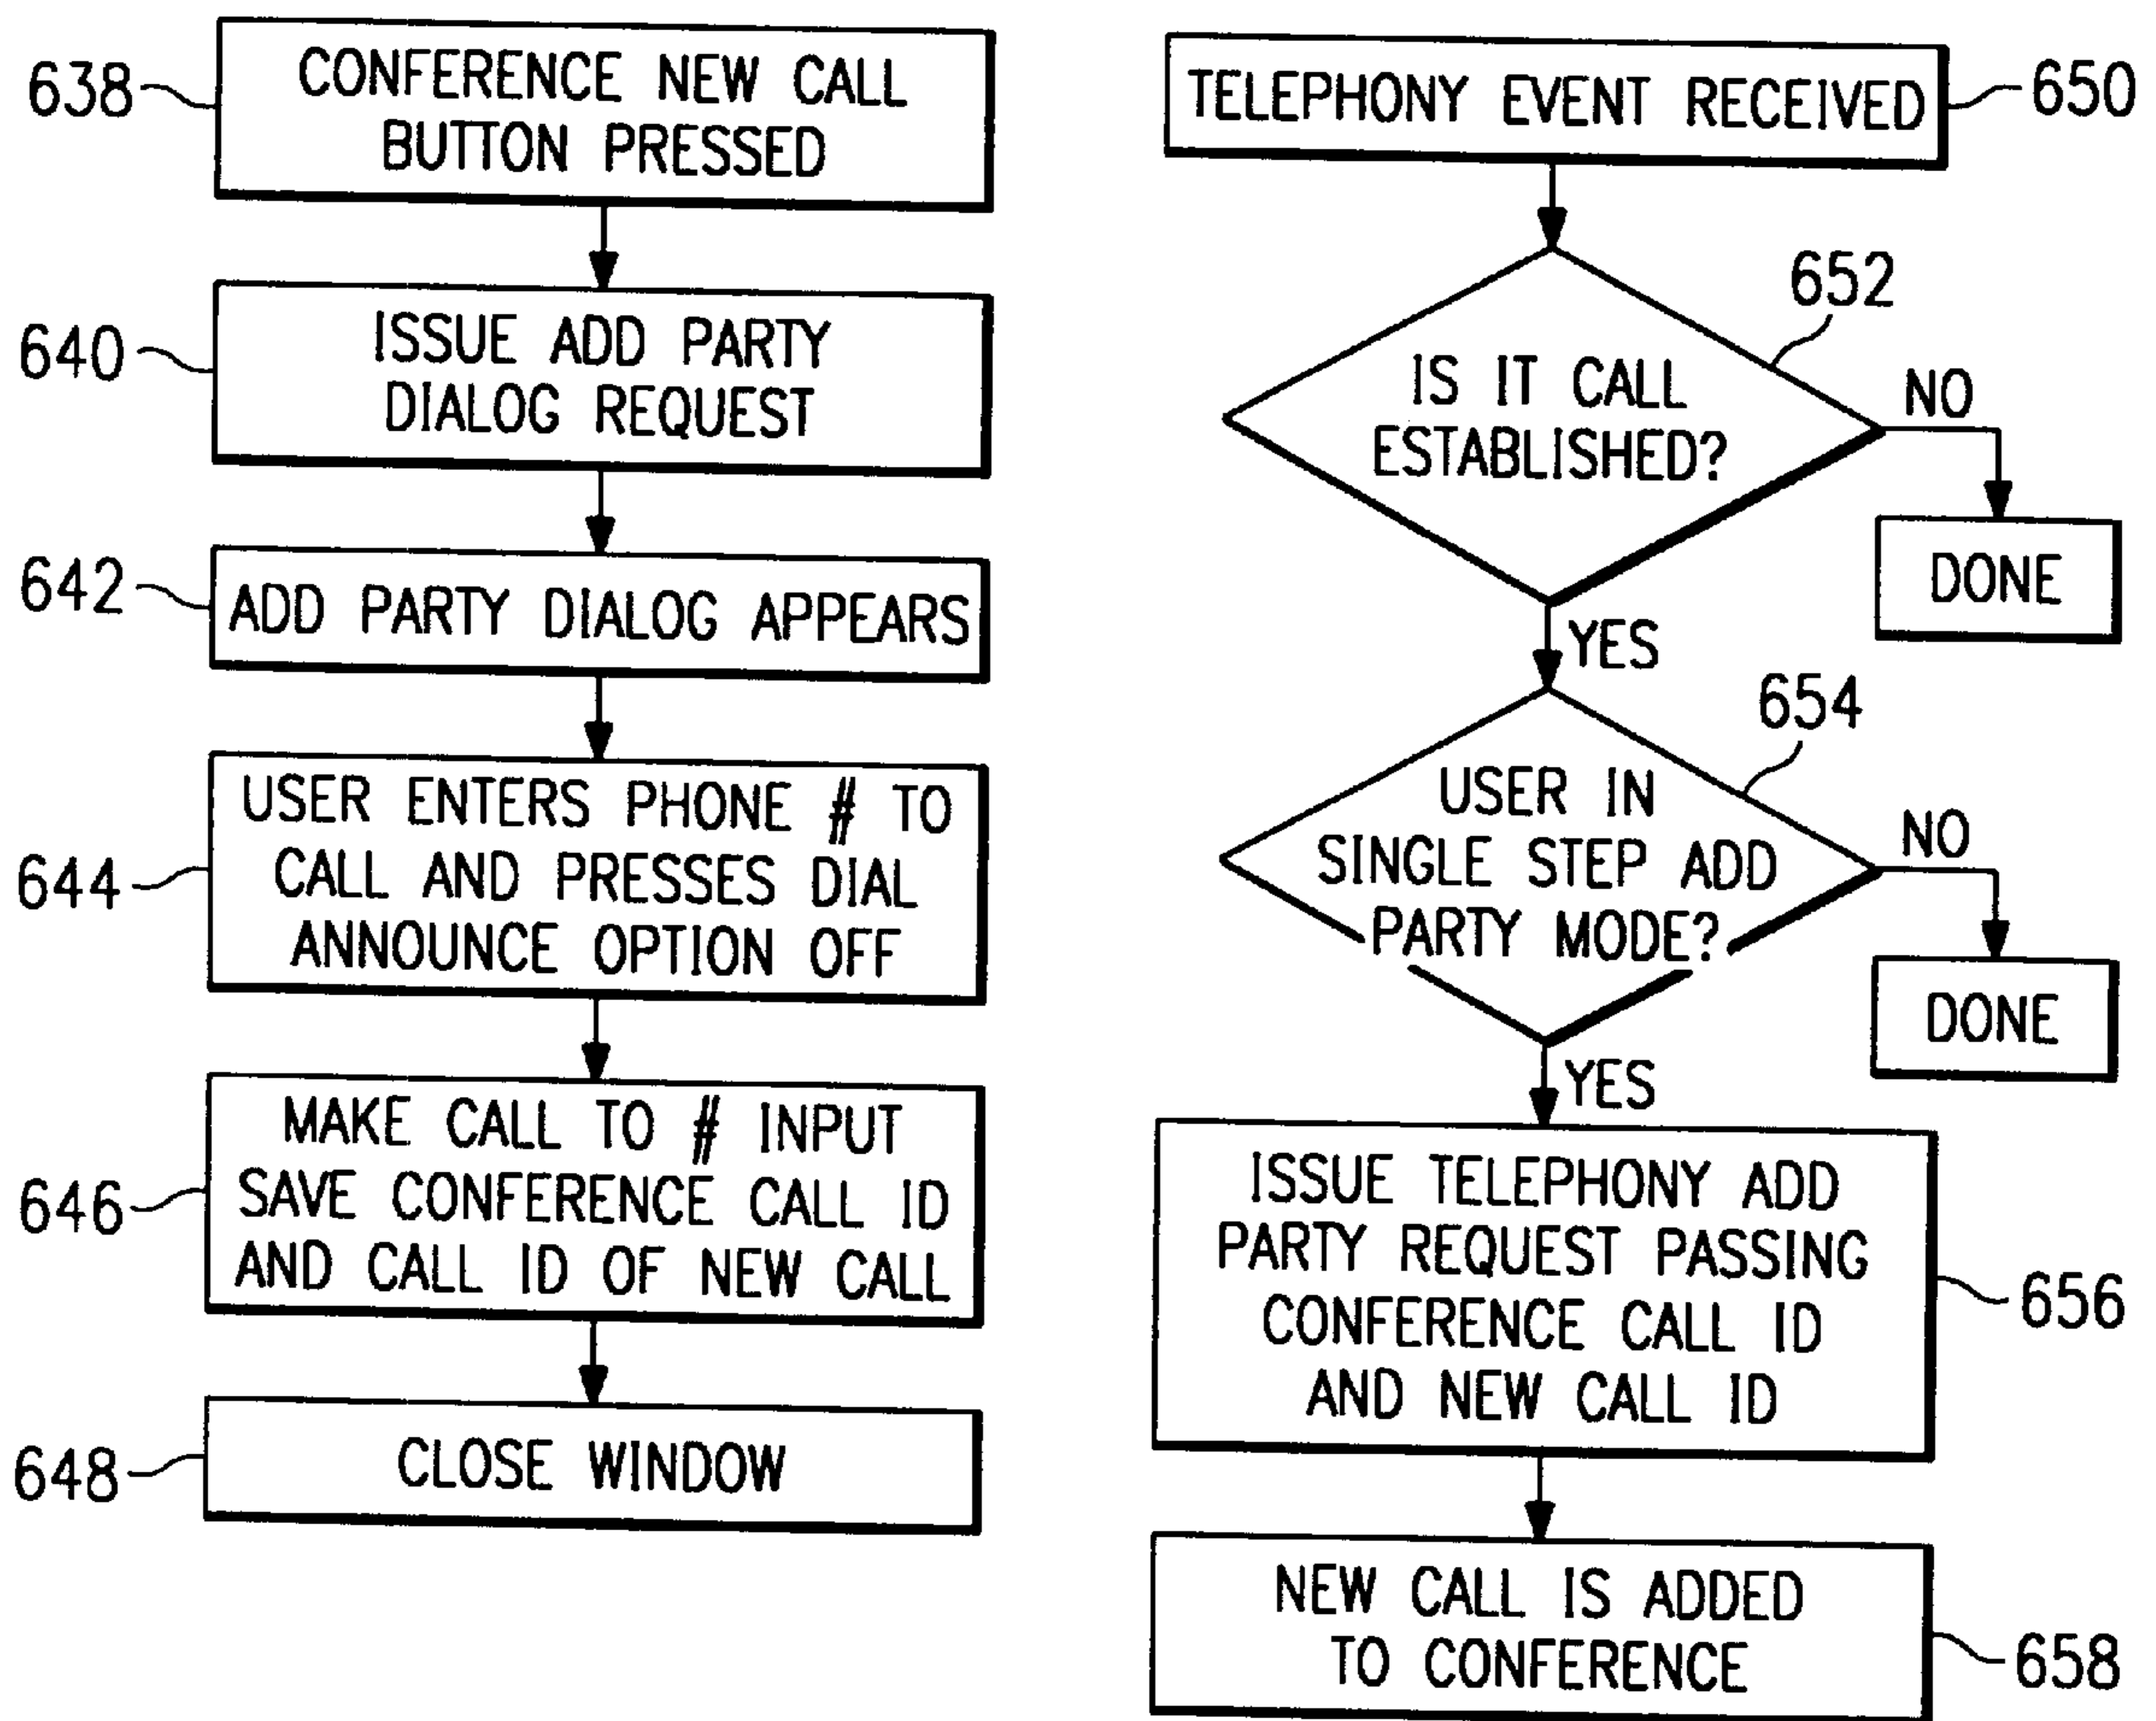 638
CONFERENCE NEW CALL
BUTTON PRESSED
640
ISSUE ADD PARTY
DIALOG REQUEST
642
ADD PARTY DIALOG APPEARS
644
USER ENTERS PHONE # TO
CALL AND PRESSES DIAL
ANNOUNCE OPTION OFF
646
MAKE CALL TO # INPUT
SAVE CONFERENCE CALL ID
AND CALL ID OF NEW CALL
648
CLOSE WINDOW
TELEPHONY EVENT RECEIVED
650
652
IS IT CALL
ESTABLISHED?
NO
DONE
YES
654
USER IN
SINGLE STEP ADD
PARTY MODE?
NO
DONE
YES
ISSUE TELEPHONY ADD
PARTY REQUEST PASSING
CONFERENCE CALL ID
AND NEW CALL ID
656
NEW CALL IS ADDED
TO CONFERENCE
658